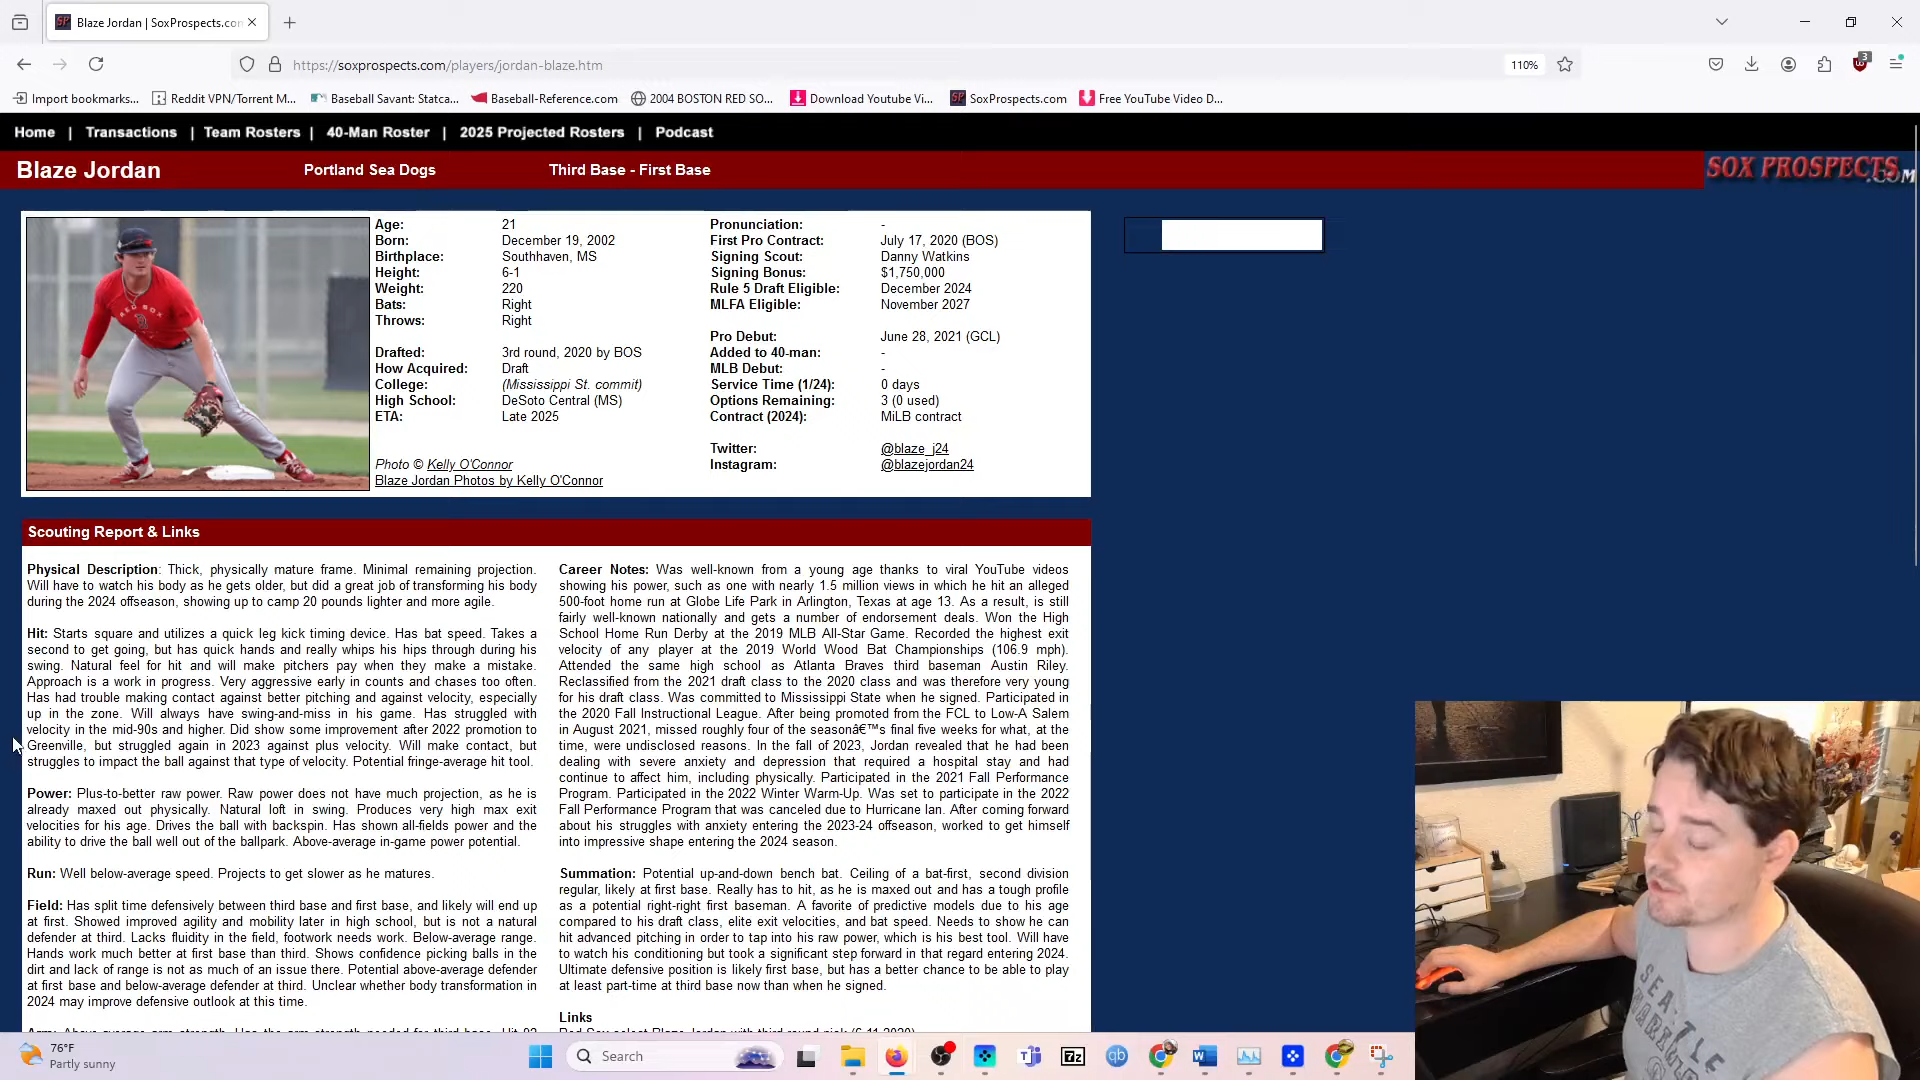 Blaze Jordan | SoxProspects.con
https://soxprospects.com/players/jordan-blaze.htm
110%
3
Import bookmarks...
Reddit VPN/Torrent M...
Baseball Savant: Statca...
Baseball-Reference.com
2004 BOSTON RED SO...
Download Youtube Vi...
SoxProspects.com
Free YouTube Video D...
Home | Transactions | Team Rosters | 40-Man Roster | 2025 Projected Rosters | Podcast
Blaze Jordan Portland Sea Dogs Third Base - First Base
SOX PROSPECTS.COM
Age: 21
Born: December 19, 2002
Birthplace: Southhaven, MS
Height: 6-1
Weight: 220
Bats: Right
Throws: Right
Drafted: 3rd round, 2020 by BOS
How Acquired: Draft
College: (Mississippi St. commit)
High School: DeSoto Central (MS)
ETA: Late 2025
Photo © Kelly O'Connor
Blaze Jordan Photos by Kelly O'Connor
Pronunciation: -
First Pro Contract: July 17, 2020 (BOS)
Signing Scout: Danny Watkins
Signing Bonus: $1,750,000
Rule 5 Draft Eligible: December 2024
MLFA Eligible: November 2027
Pro Debut: June 28, 2021 (GCL)
Added to 40-man: -
MLB Debut: -
Service Time (1/24): 0 days
Options Remaining: 3 (0 used)
Contract (2024): MiLB contract
Twitter: @blaze_j24
Instagram: @blazejordan24
Scouting Report & Links
Physical Description: Thick, physically mature frame. Minimal remaining projection.
Will have to watch his body as he gets older, but did a great job of transforming his body
during the 2024 offseason, showing up to camp 20 pounds lighter and more agile.
Hit: Starts square and utilizes a quick leg kick timing device. Has bat speed. Takes a
second to get going, but has quick hands and really whips his hips through during his
swing. Natural feel for hit and will make pitchers pay when they make a mistake.
Approach is a work in progress. Very aggressive early in counts and chases too often.
Has had trouble making contact against better pitching and against velocity, especially
up in the zone. Will always have swing-and-miss in his game. Has struggled with
velocity in the mid-90s and higher. Did show some improvement after 2022 promotion to
Greenville, but struggled again in 2023 against plus velocity. Will make contact, but
struggles to impact the ball against that type of velocity. Potential fringe-average hit tool.
Power: Plus-to-better raw power. Raw power does not have much projection, as he is
already maxed out physically. Natural loft in swing. Produces very high max exit
velocities for his age. Drives the ball with backspin. Has shown all-fields power and the
ability to drive the ball well out of the ballpark. Above-average in-game power potential.
Run: Well below-average speed. Projects to get slower as he matures.
Field: Has split time defensively between third base and first base, and likely will end up
at first. Showed improved agility and mobility later in high school, but is not a natural
defender at third. Lacks fluidity in the field, footwork needs work. Below-average range.
Hands work much better at first base than third. Shows confidence picking balls in the
dirt and lack of range is not as much of an issue there. Potential above-average defender
at first base and below-average defender at third. Unclear whether body transformation in
2024 may improve defensive outlook at this time.
Career Notes: Was well-known from a young age thanks to viral YouTube videos
showing his power, such as one with nearly 1.5 million views in which he hit an alleged
500-foot home run at Globe Life Park in Arlington, Texas at age 13. As a result, is still
fairly well-known nationally and gets a number of endorsement deals. Won the High
School Home Run Derby at the 2019 MLB All-Star Game. Recorded the highest exit
velocity of any player at the 2019 World Wood Bat Championships (106.9 mph).
Attended the same high school as Atlanta Braves third baseman Austin Riley.
Reclassified from the 2021 draft class to the 2020 class and was therefore very young
for his draft class. Was committed to Mississippi State when he signed. Participated in
the 2020 Fall Instructional League. After being promoted from the FCL to Low-A Salem
in August 2021, missed roughly four of the seasonâ€™s final five weeks for what, at the
time, were undisclosed reasons. In the fall of 2023, Jordan revealed that he had been
dealing with severe anxiety and depression that required a hospital stay and had
continue to affect him, including physically. Participated in the 2021 Fall Performance
Program. Participated in the 2022 Winter Warm-Up. Was set to participate in the 2022
Fall Performance Program that was canceled due to Hurricane Ian. After coming forward
about his struggles with anxiety entering the 2023-24 offseason, worked to get himself
into impressive shape entering the 2024 season.
Summation: Potential up-and-down bench bat. Ceiling of a bat-first, second division
regular, likely at first base. Really has to hit, as he is maxed out and has a tough profile
as a potential right-right first baseman. A favorite of predictive models due to his age
compared to his draft class, elite exit velocities, and bat speed. Needs to show he can
hit advanced pitching in order to tap into his raw power, which is his best tool. Will have
to watch his conditioning but took a significant step forward in that regard entering 2024.
Ultimate defensive position is likely first base, but has a better chance to be able to play
at least part-time at third base now than when he signed.
Links
76°F
Partly sunny
Search